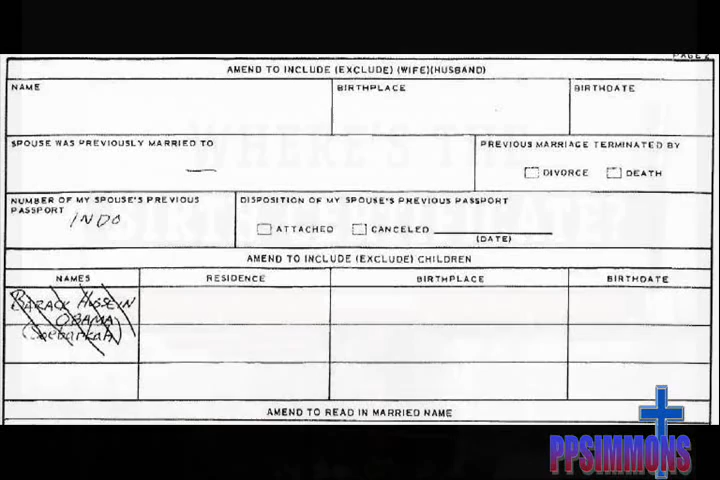 PAGE 2
AMEND TO INCLUDE (EXCLUDE) (WIFE)(HUSBAND)
NAME
BIRTHPLACE
BIRTHDATE
SPOUSE WAS PREVIOUSLY MARRIED TO
PREVIOUS MARRIAGE TERMINATED BY
DIVORCE
DEATH
NUMBER OF MY SPOUSE'S PREVIOUS
PASSPORT
INDO
DISPOSITION OF MY SPOUSE'S PREVIOUS PASSPORT
ATTACHED
CANCELED
(DATE)
AMEND TO INCLUDE (EXCLUDE) CHILDREN
NAMES
RESIDENCE
BIRTHPLACE
BIRTHDATE
BARACK HUSSEIN
OBAMA
(Soebarkah)
AMEND TO READ IN MARRIED NAME
WHERE'S THE
BIRTH CERTIFICATE?
PPSIMMONS